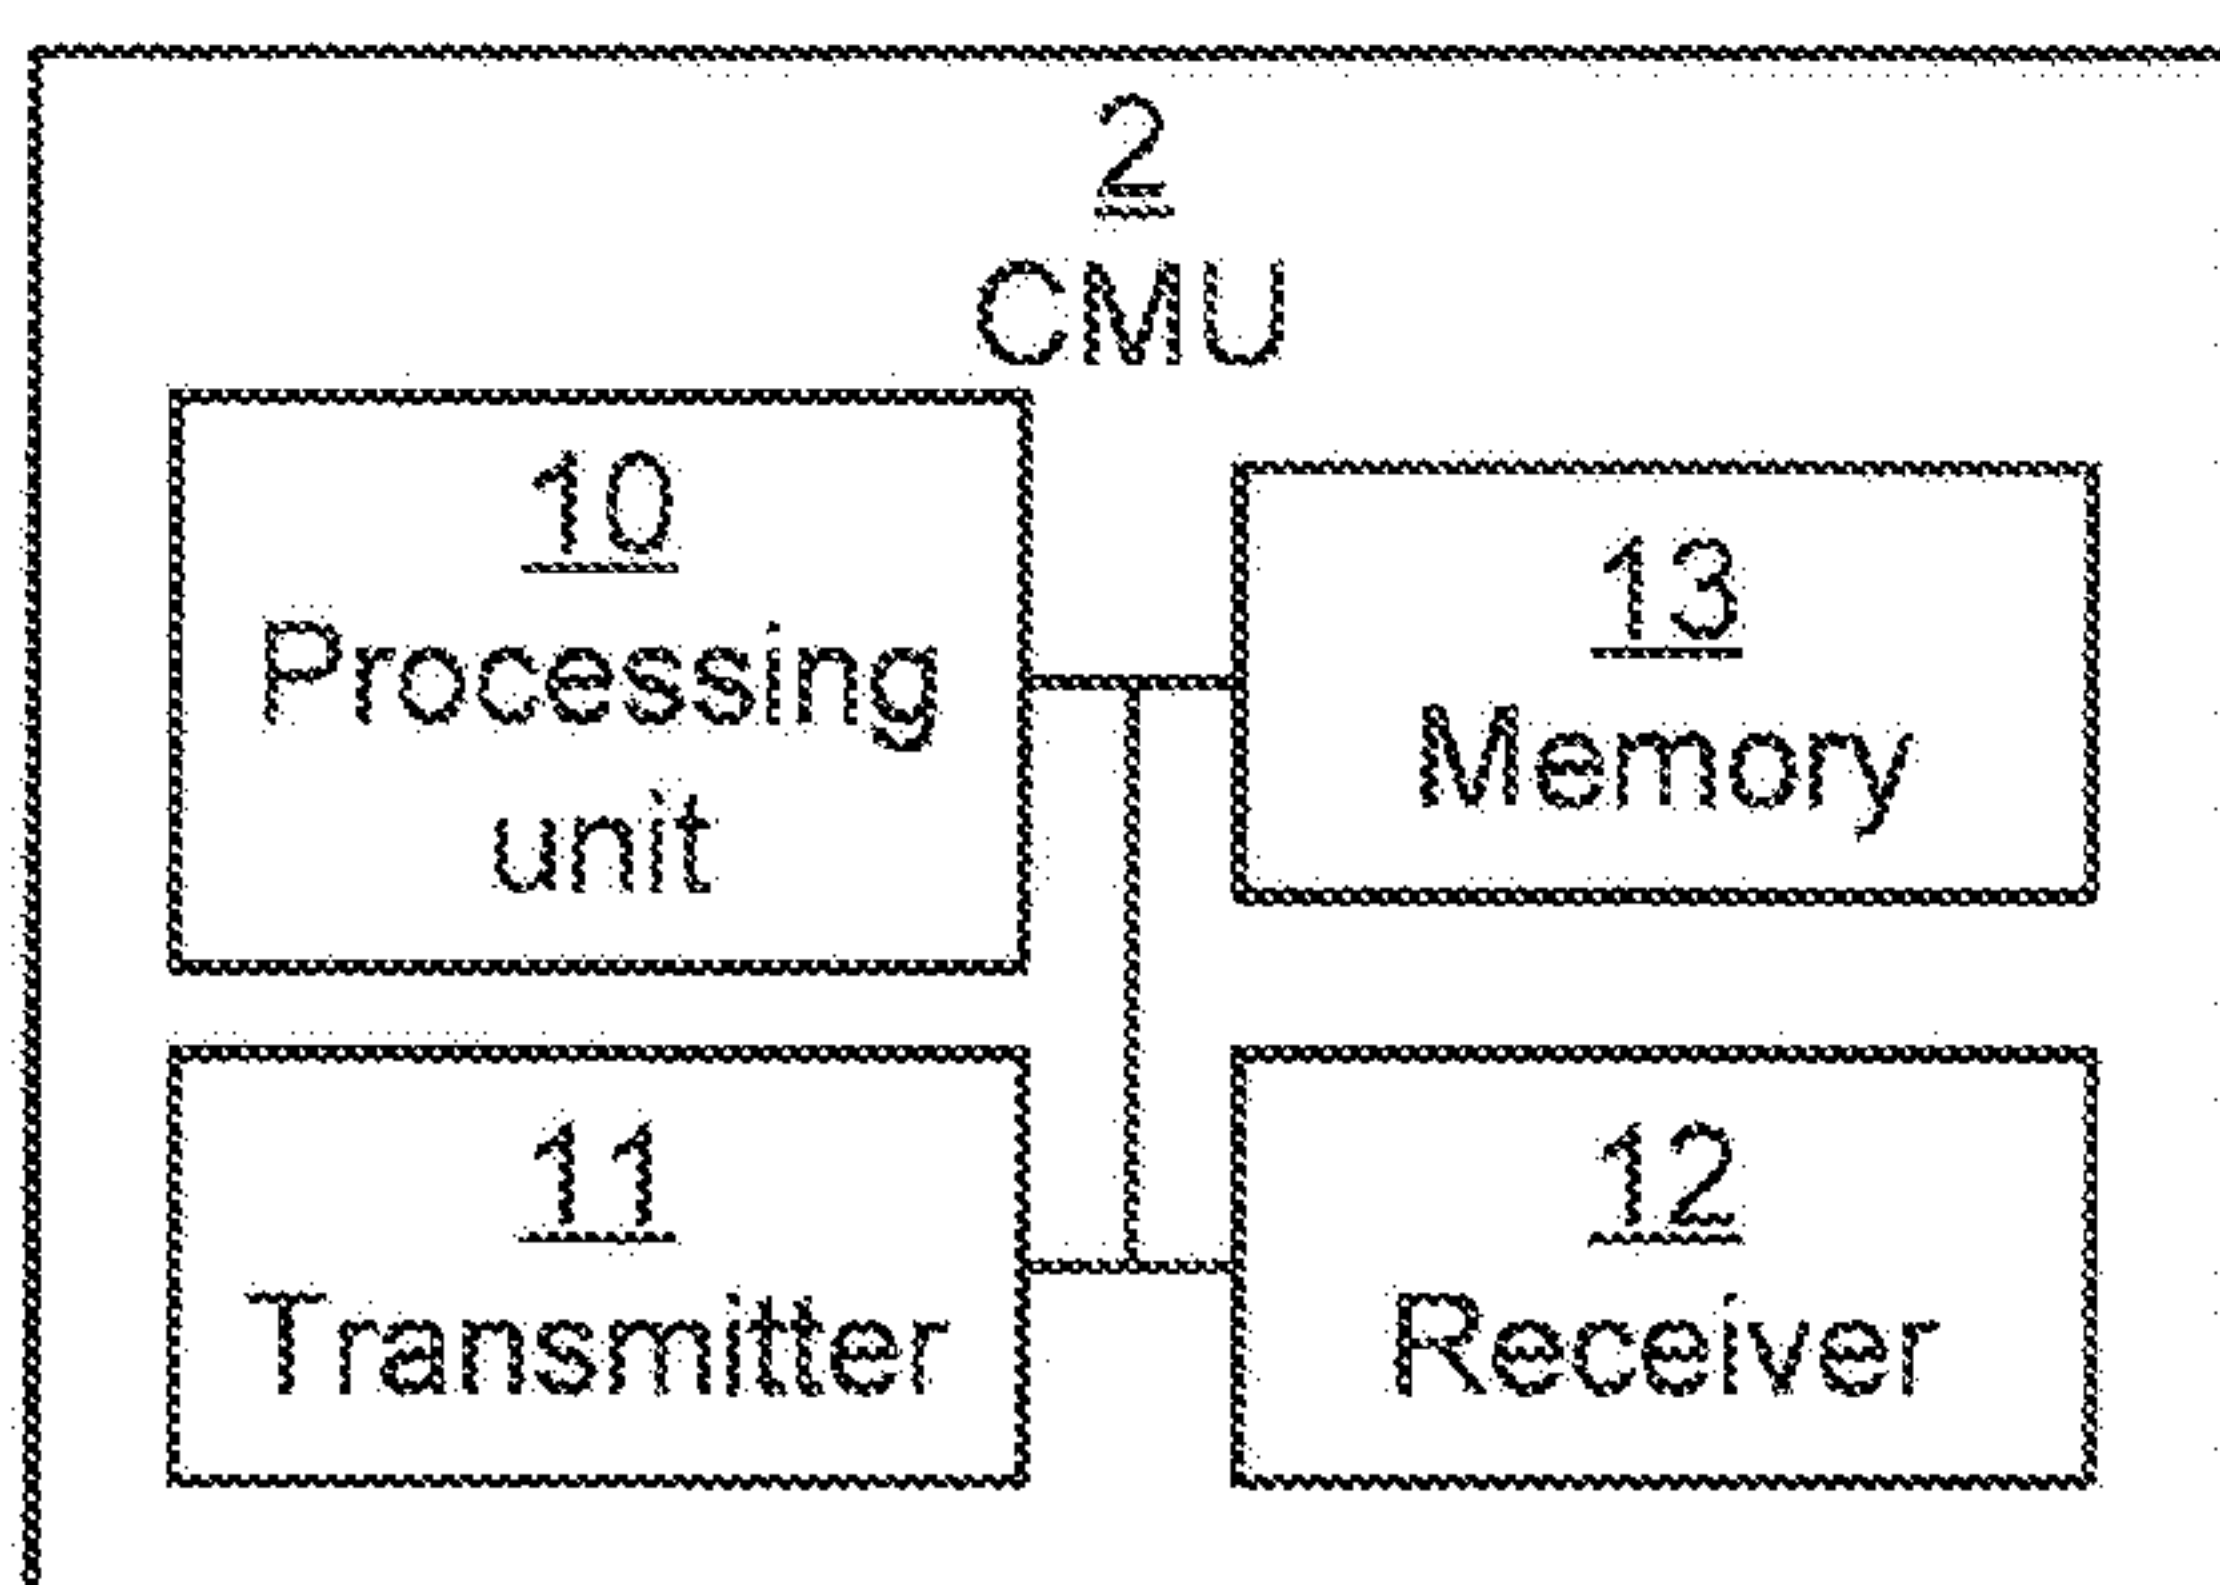 2
CMU
10
Processing
unit
13
Memory
11
Transmitter
12
Receiver